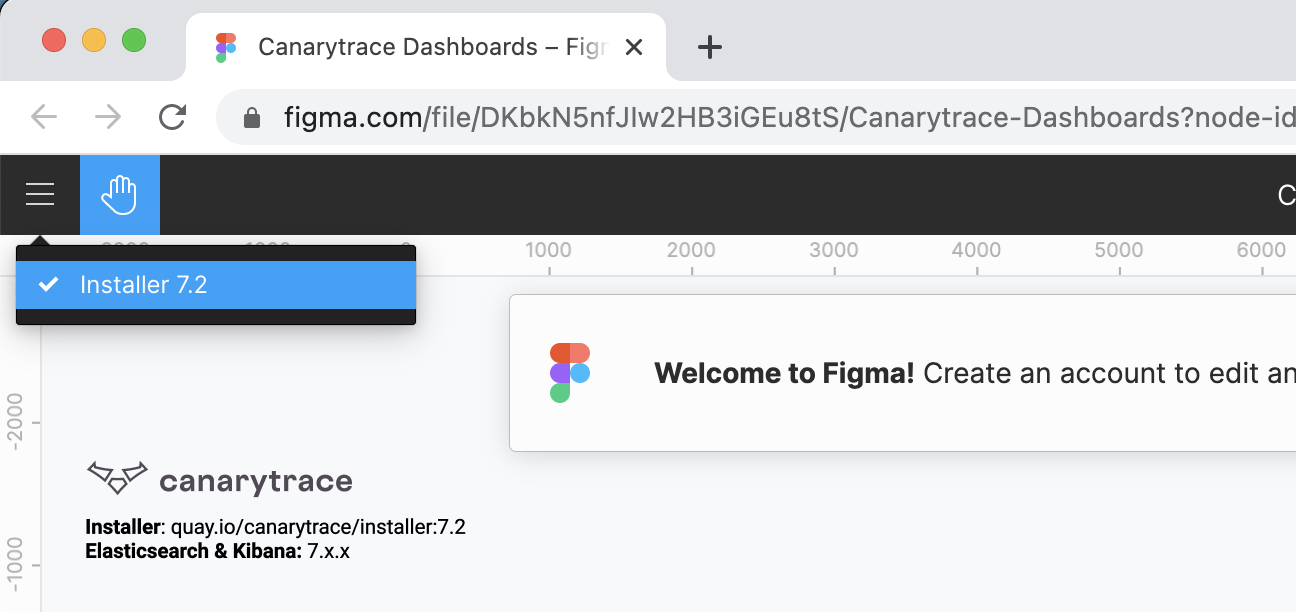 Canarytrace Dashboards – Fig
figma.com/file/DKbkN5nfJIw2HB3iGEu8tS/Canarytrace-Dashboards?node-id
C
1000 2000 3000 4000 5000 6000
Installer 7.2
Welcome to Figma! Create an account to edit an
-2000
canarytrace
Installer: quay.io/canarytrace/installer:7.2
Elasticsearch & Kibana: 7.x.x
-1000